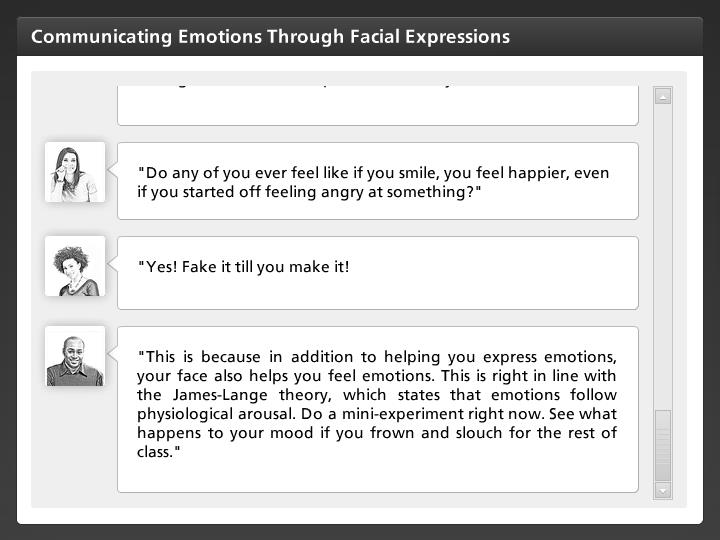 Communicating Emotions Through Facial Expressions
"Do any of you ever feel like if you smile, you feel happier, even
if you started off feeling angry at something?"
"Yes! Fake it till you make it!
"This is because in addition to helping you express emotions,
your face also helps you feel emotions. This is right in line with
the James-Lange theory, which states that emotions follow
physiological arousal. Do a mini-experiment right now. See what
happens to your mood if you frown and slouch for the rest of
class."